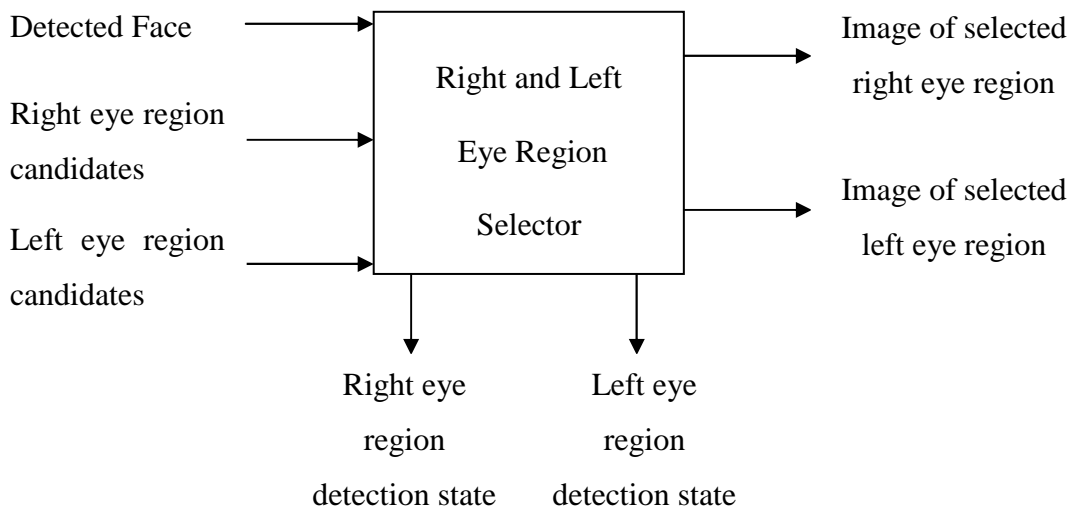 Detected Face
Right eye region
candidates
Left eye region
candidates
Right and Left
Eye Region
Selector
Image of selected
right eye region
Image of selected
left eye region
Right eye
region
detection state
Left eye
region
detection state